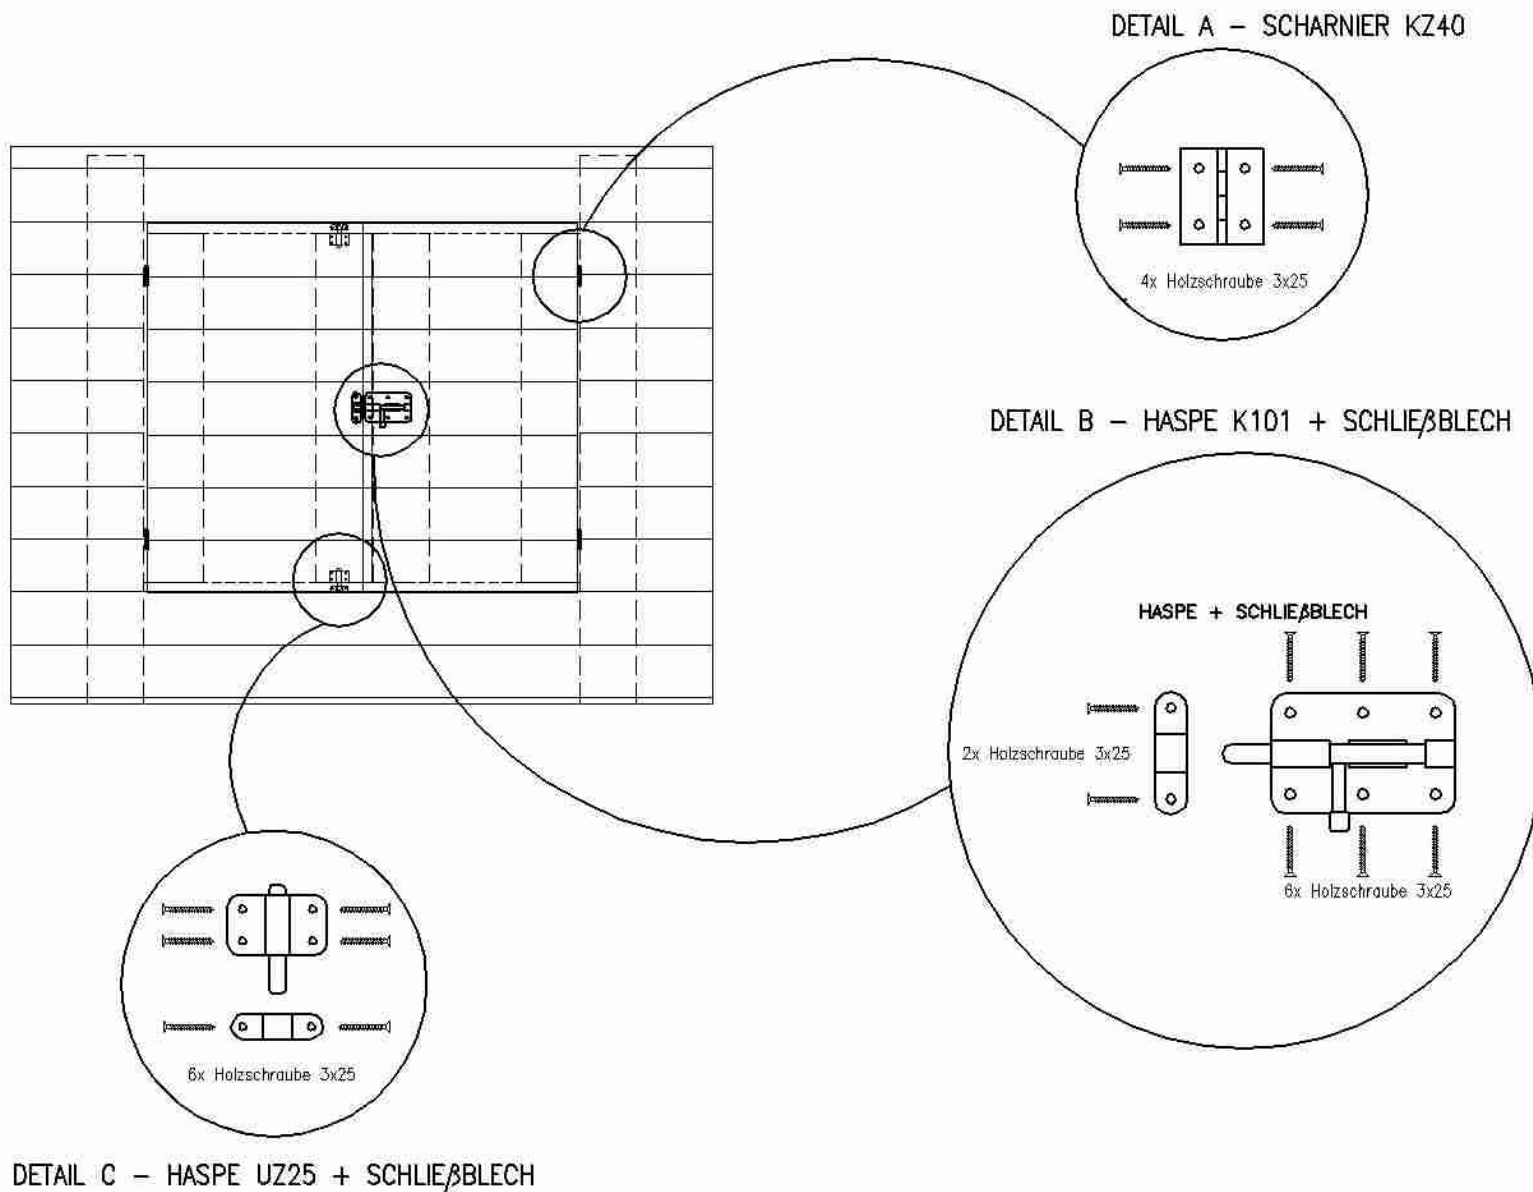 DETAIL A – SCHARNIER KZ40
4x Holzschraube 3x25
DETAIL B – HASPE K101 + SCHLIEßBLECH
HASPE + SCHLIEßBLECH
2x Holzschraube 3x25
6x Holzschraube 3x25
6x Holzschraube 3x25
DETAIL C – HASPE UZ25 + SCHLIEßBLECH